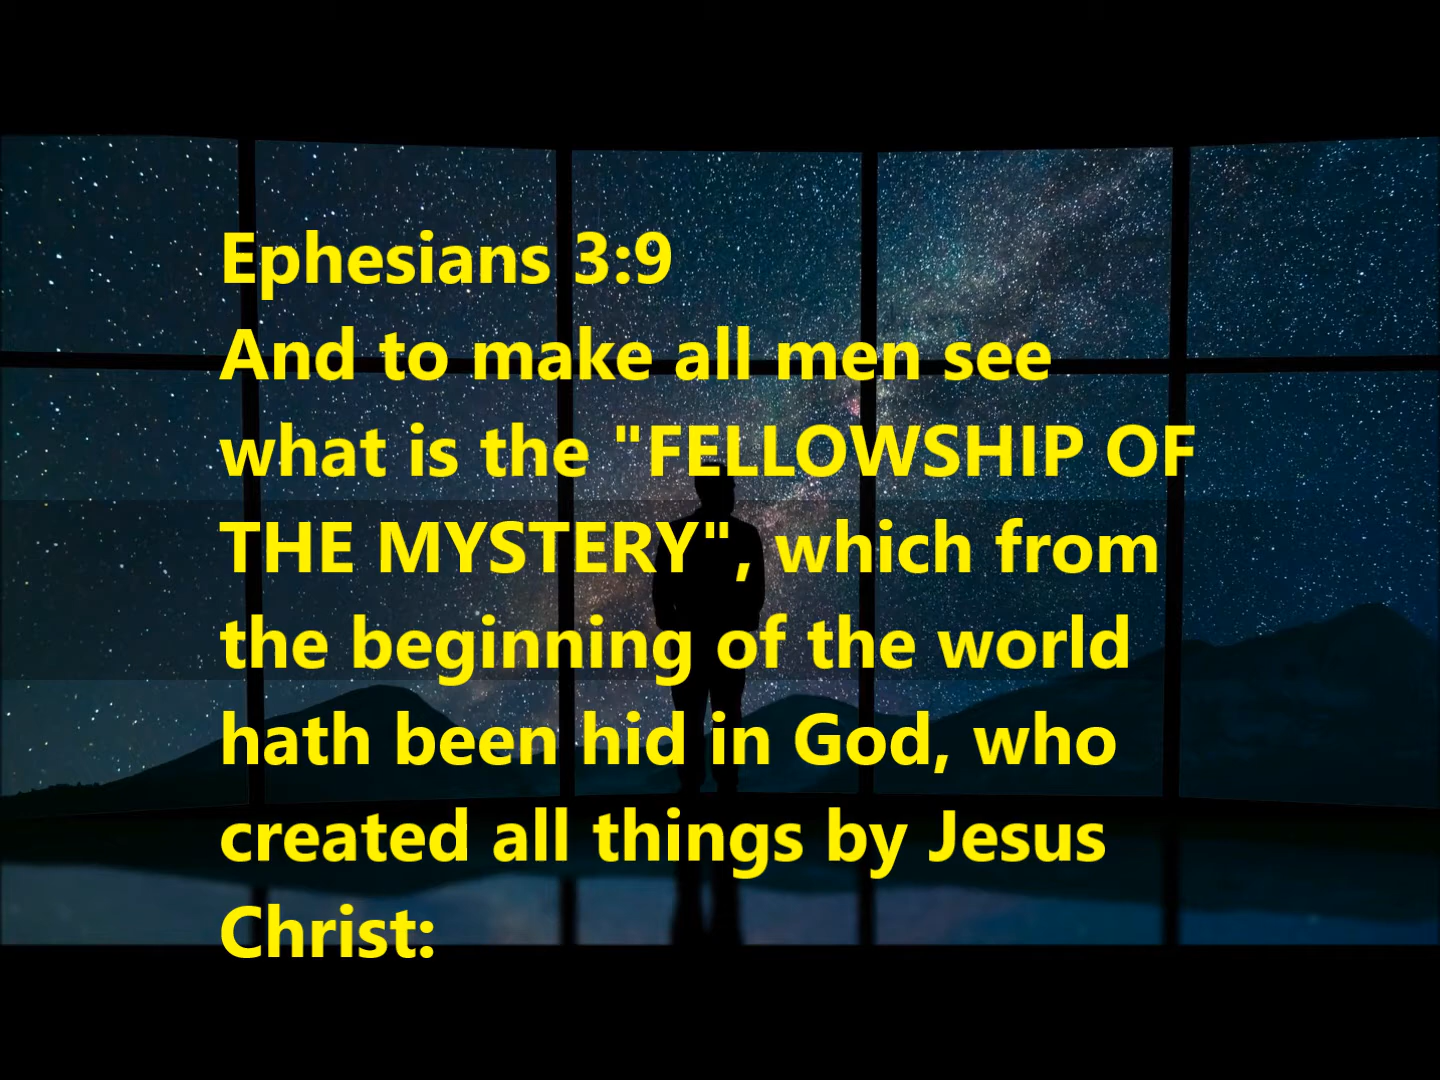 Ephesians 3:9
And to make all men see
what is the "FELLOWSHIP OF
THE MYSTERY", which from
the beginning of the world
hath been hid in God, who
created all things by Jesus
Christ: